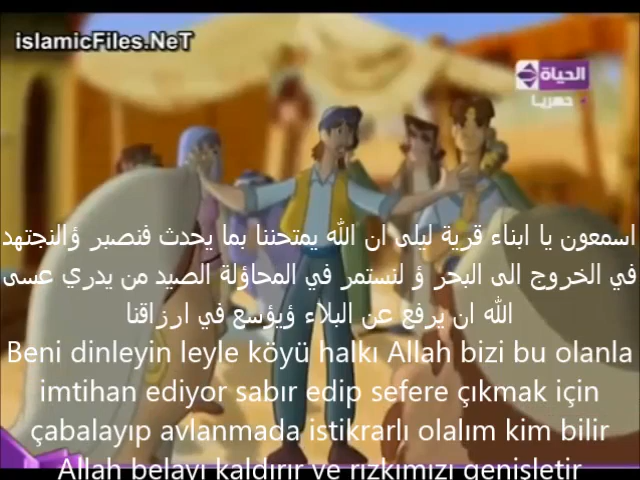 islamicFiles.NeT
الحياة
حصريا
اسمعون يا ابناء قرية ليلى ان الله يمتحننا بما يحدث فنصبر ؤالنجتهد
في الخروج الى البحر ؤ لنستمر في المحاؤلة الصيد من يدري عسى
الله ان يرفع عن البلاء ؤيؤسع في ارزاقنا
Beni dinleyin leyle köyü halkı Allah bizi bu olanla
imtihan ediyor sabır edip sefere çıkmak için
çabalayıp avlanmada istikrarlı olalım kim bilir
Allah belayı kaldırır ve rızkımızı genişletir